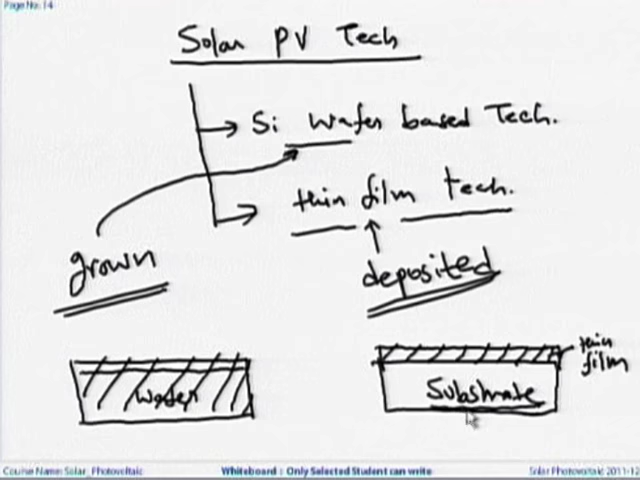 Page No: 14
Solar PV Tech
Si Wafer based Tech.
thin film tech.
grown
deposited
thin
film
Wafer
Substrate
Course Name: Solar_Photovoltaic
Whiteboard : Only Selected Student can write
Solar Photovoltaic 2011-12